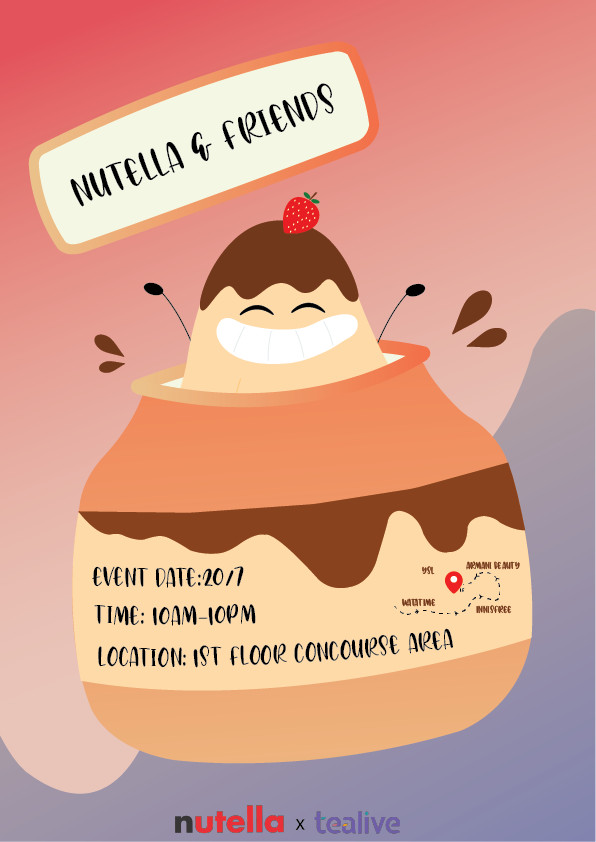 NUTELLA & FRIENDS
EVENT DATE:20/7
TIME: 10AM-10PM
LOCATION: 1ST FLOOR CONCOURSE AREA
YSL
ARMANI BEAUTY
WATATIME
INNISFREE
nutella x tealive